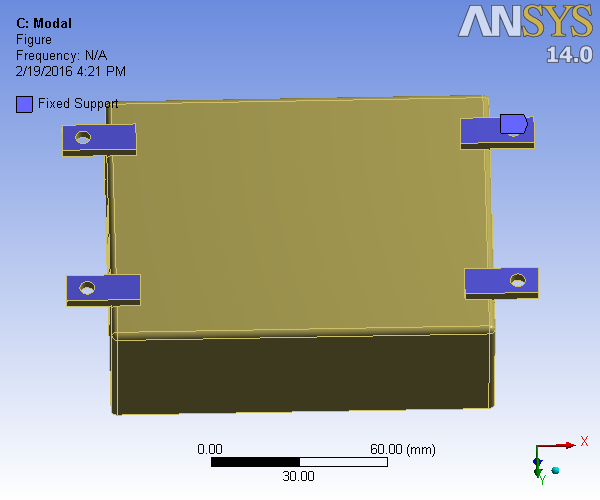 C: Modal
Figure
Frequency: N/A
2/19/2016 4:21 PM
Fixed Support
ANSYS
14.0
0.00
60.00 (mm)
30.00
X
Y